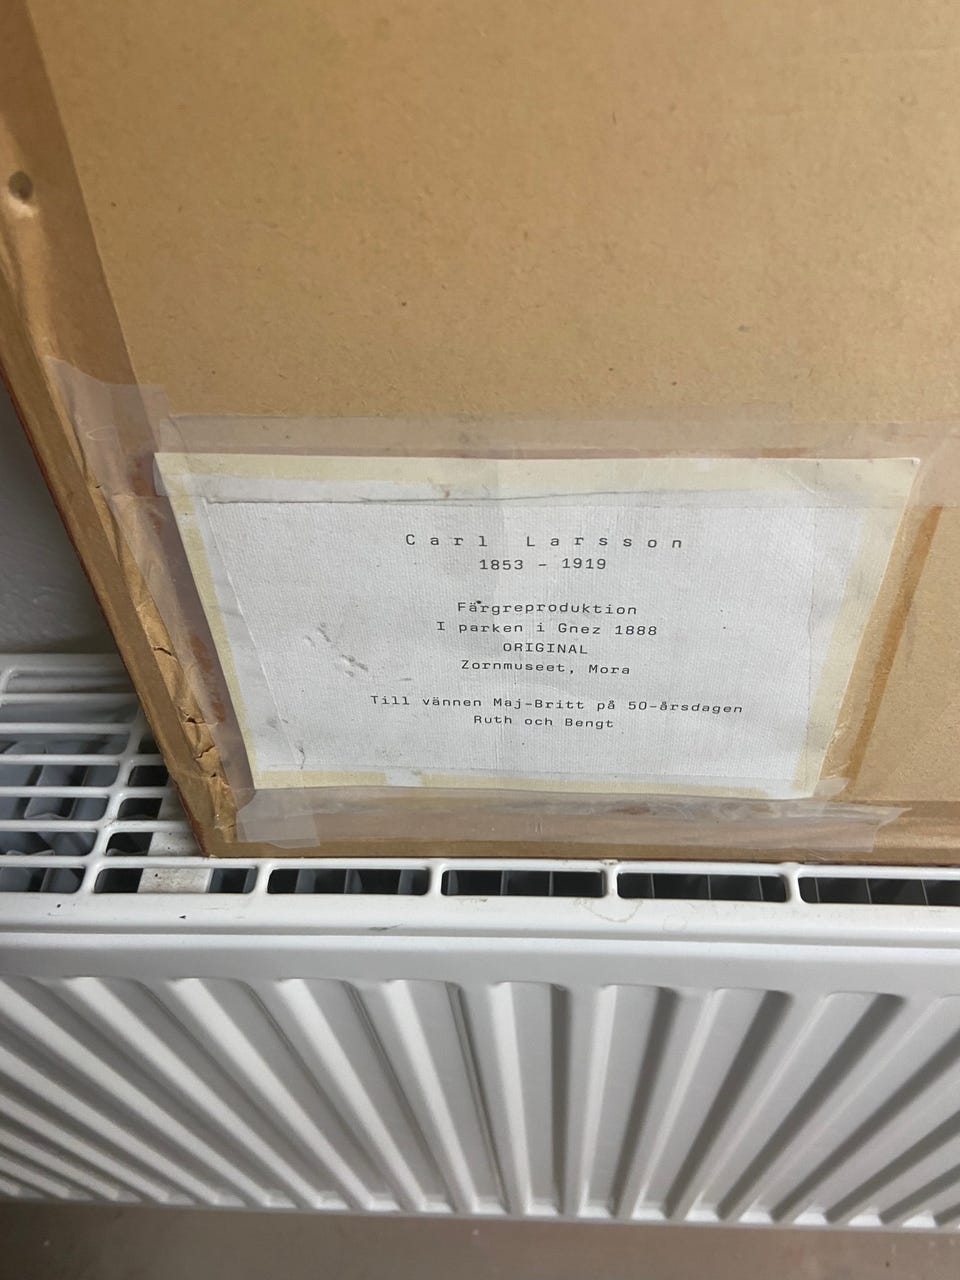 Carl Larsson
1853 - 1919
Färgreproduktion
I parken i Gnez 1888
ORIGINAL
Zornmuseet, Mora
Till vännen Maj-Britt på 50-årsdagen
Ruth och Bengt